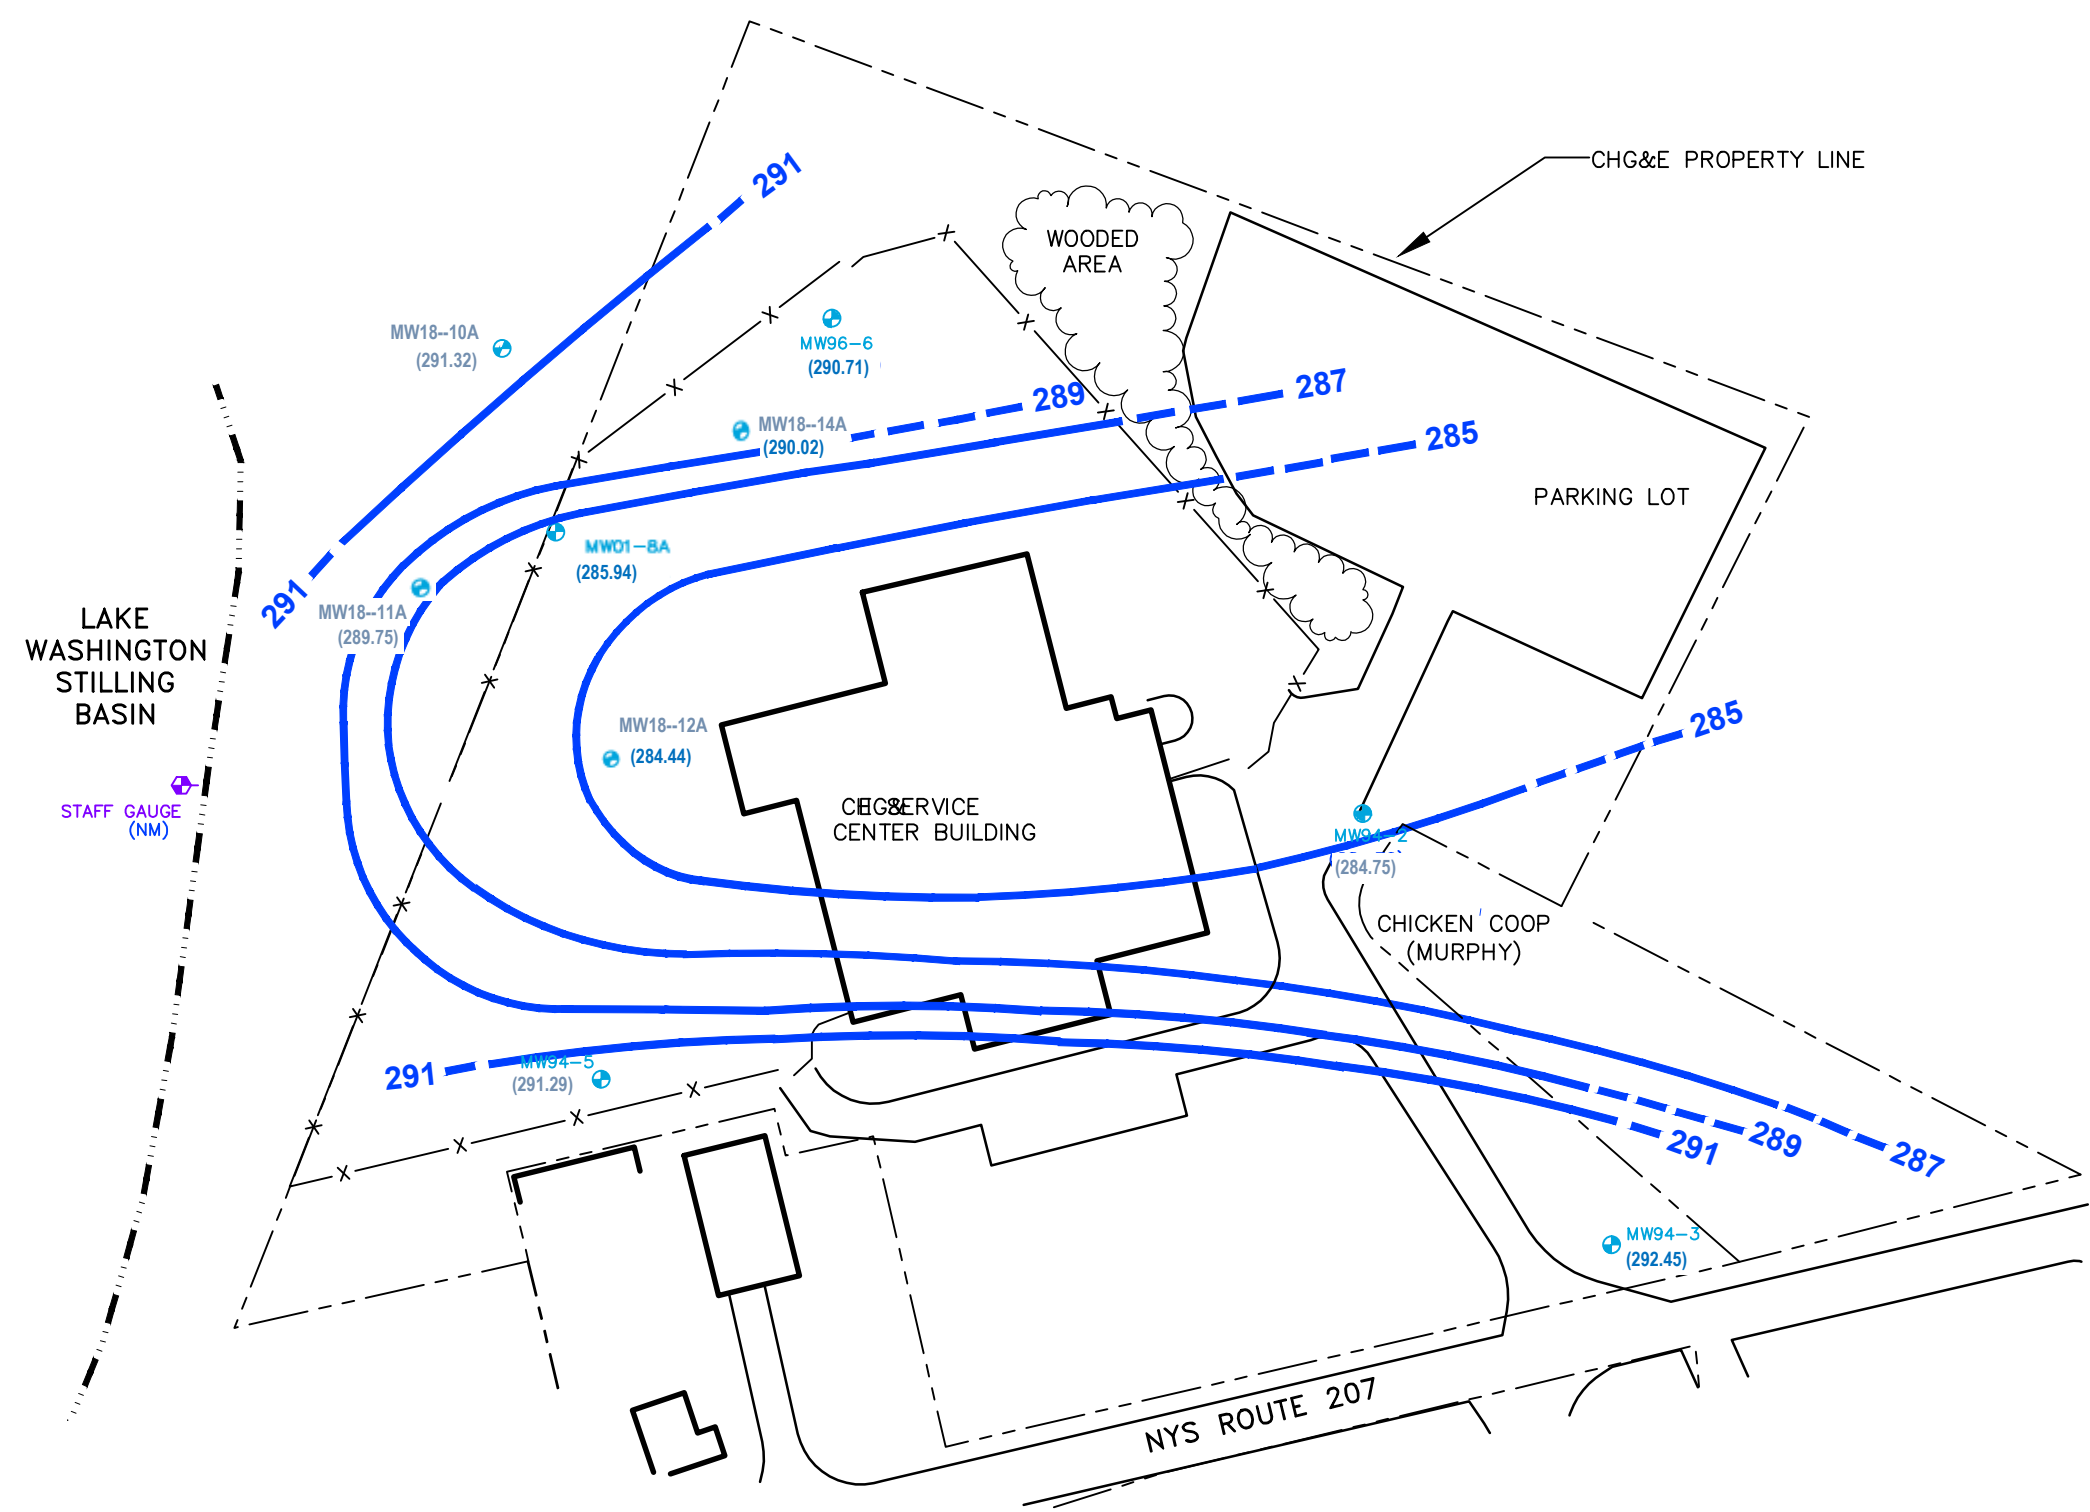 291
CHG&E PROPERTY LINE
WOODED
AREA
MW18--10A
(291.32)
MW96-6
(290.71)
289
287
285
MW18--14A
(290.02)
PARKING LOT
MW01-8A
(285.94)
291
MW18--11A
(289.75)
LAKE
WASHINGTON
STILLING
BASIN
285
MW18--12A
(284.44)
STAFF GAUGE
(NM)
SERVICE
CENTER BUILDING
MW94-2
(284.75)
CHICKEN COOP
(MURPHY)
291
MW94-5
(291.29)
291
289
287
MW94-3
(292.45)
NYS ROUTE 207